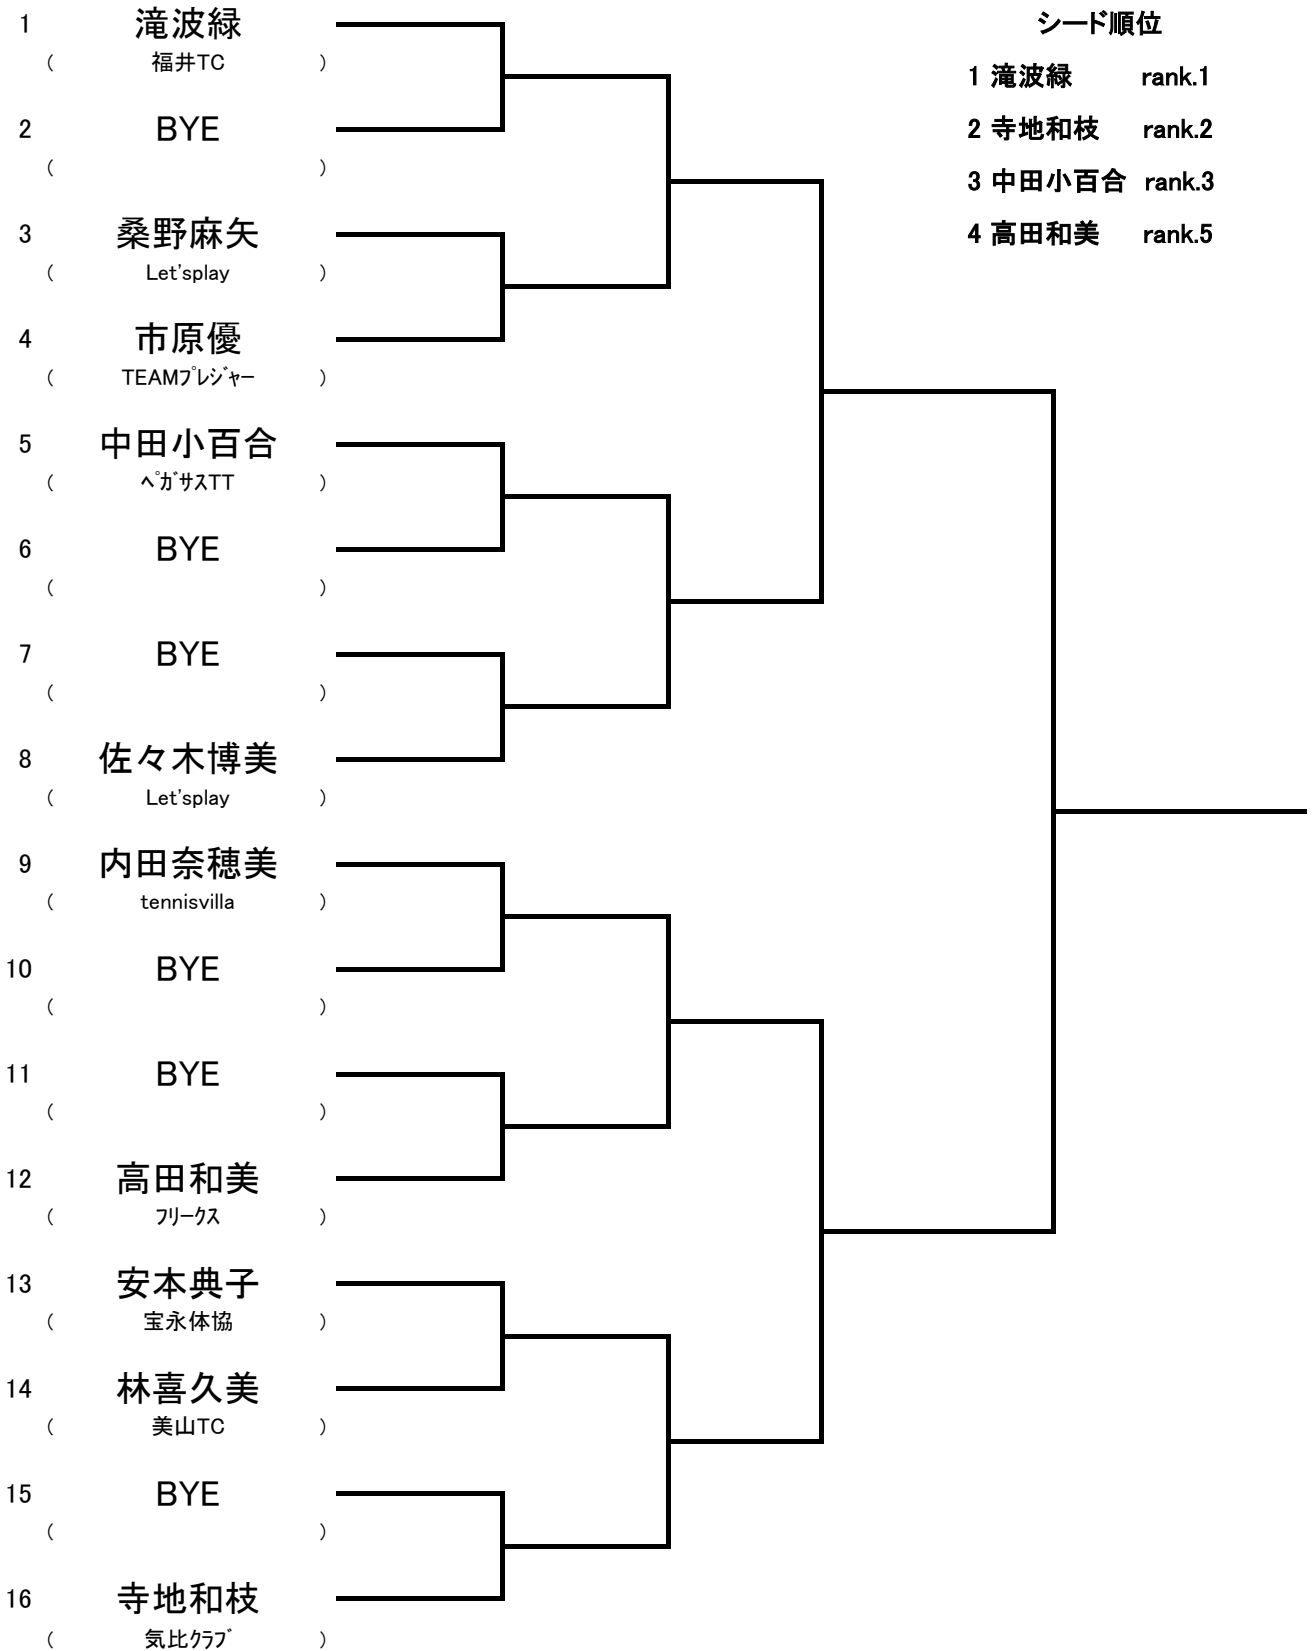 1 滝波緑
( 福井TC )
2 BYE
( )
3 桑野麻矢
( Let'splay )
4 市原優
( TEAMﾌﾟﾚｼﾞｬｰ )
5 中田小百合
( ﾍﾟｶﾞｻｽTT )
6 BYE
( )
7 BYE
( )
8 佐々木博美
( Let'splay )
9 内田奈穂美
( tennisvilla )
10 BYE
( )
11 BYE
( )
12 高田和美
( ﾌﾘｰｸｽ )
13 安本典子
( 宝永体協 )
14 林喜久美
( 美山TC )
15 BYE
( )
16 寺地和枝
( 気比ｸﾗﾌﾞ )
シード順位
1 滝波緑 rank.1
2 寺地和枝 rank.2
3 中田小百合 rank.3
4 高田和美 rank.5